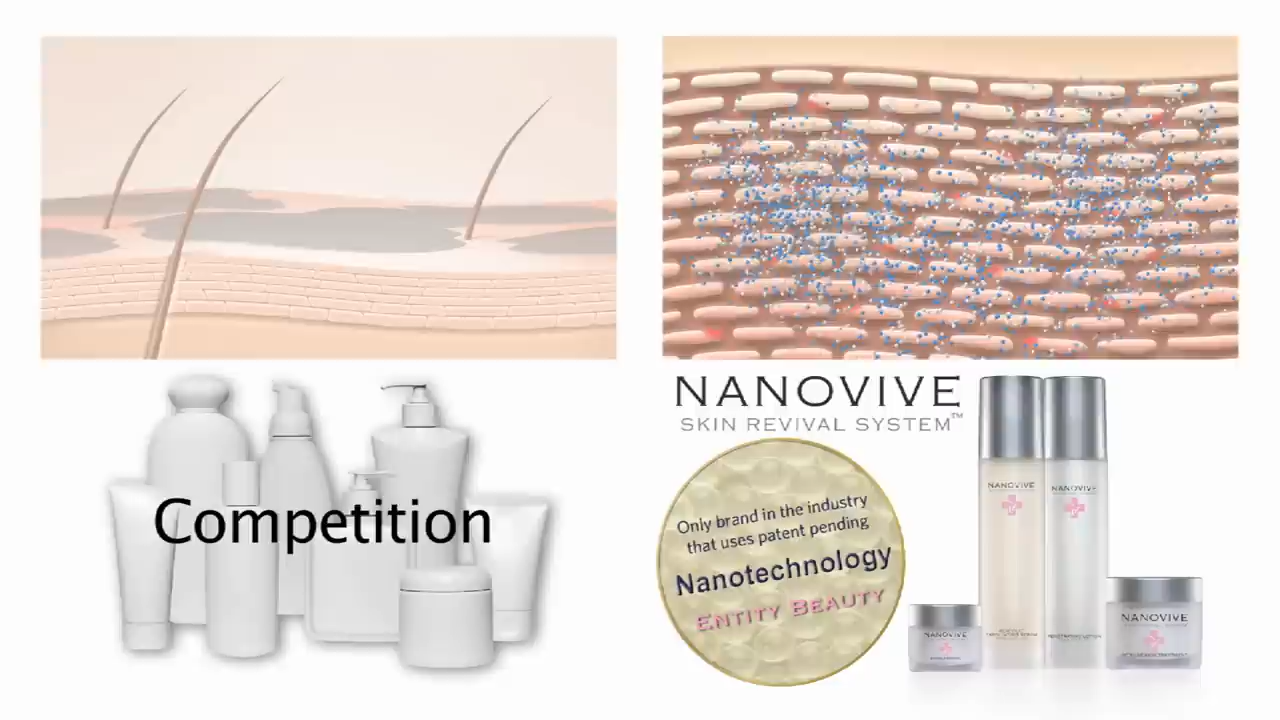 Competition
NANOVIVE
SKIN REVIVAL SYSTEM™
Only brand in the industry
that uses patent pending
Nanotechnology
ENTITY BEAUTY
NANOVIVE
NANOVIVE
NANOVIVE
NANOVIVE